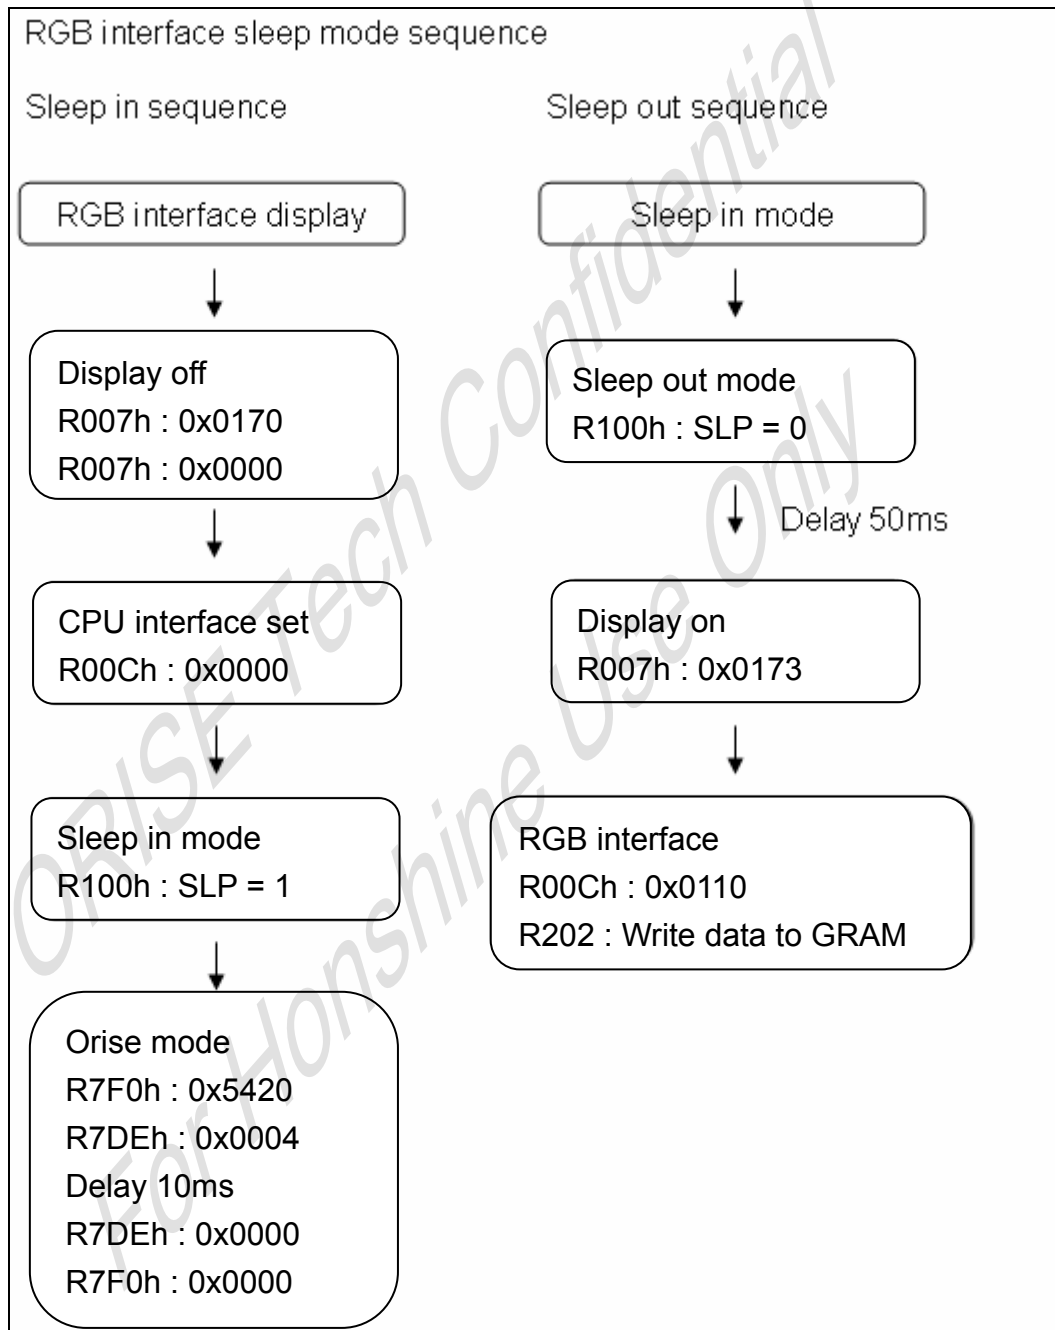 RGB interface sleep mode sequence
Sleep in sequence
RGB interface display
Display off
R007h : 0x0170
R007h : 0x0000
CPU interface set
R00Ch : 0x0000
Sleep in mode
R100h : SLP = 1
Orise mode
R7F0h : 0x5420
R7DEh : 0x0004
Delay 10ms
R7DEh : 0x0000
R7F0h : 0x0000
Sleep out sequence
Sleep in mode
Sleep out mode
R100h : SLP = 0
Delay 50ms
Display on
R007h : 0x0173
RGB interface
R00Ch : 0x0110
R202 : Write data to GRAM
ORISE Tech Confidential
For Honshine Use Only